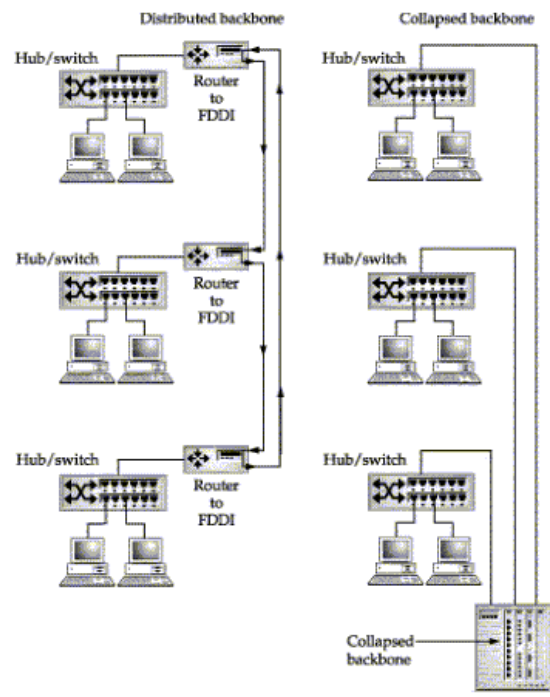 Distributed backbone
Collapsed backbone
Hub/switch
Router
to
FDDI
Hub/switch
Hub/switch
Router
to
FDDI
Hub/switch
Hub/switch
Router
to
FDDI
Hub/switch
Collapsed
backbone